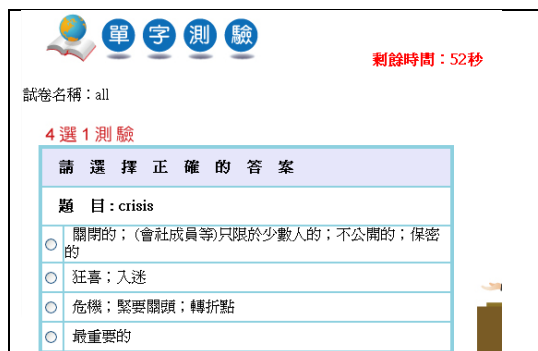 單字測驗
剩餘時間：52秒
試卷名稱：all
4選1測驗
請選擇正確的答案
題目：crisis
關閉的；(會社成員等)只限於少數人的；不公開的；保密
的
狂喜；入迷
危機；緊要關頭；轉折點
最重要的